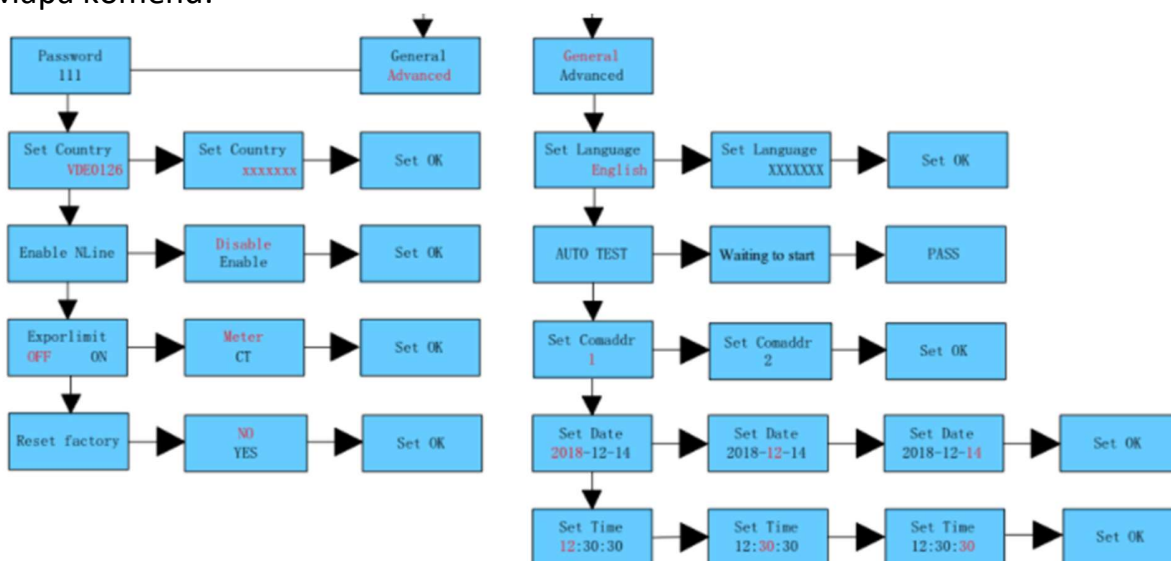 Mapa komend:
Password
111
General
Advanced
Set Country
VDE0126
Set Country
xxxxxxx
Set OK
Enable NLine
Disable
Enable
Set OK
Exporlimit
OFF ON
Meter
CT
Set OK
Reset factory
NO
YES
Set OK
General
Advanced
Set Language
English
Set Language
XXXXXXX
Set OK
AUTO TEST
Waiting to start
PASS
Set Comaddr
1
Set Comaddr
2
Set OK
Set Date
2018-12-14
Set Date
2018-12-14
Set Date
2018-12-14
Set OK
Set Time
12:30:30
Set Time
12:30:30
Set Time
12:30:30
Set OK